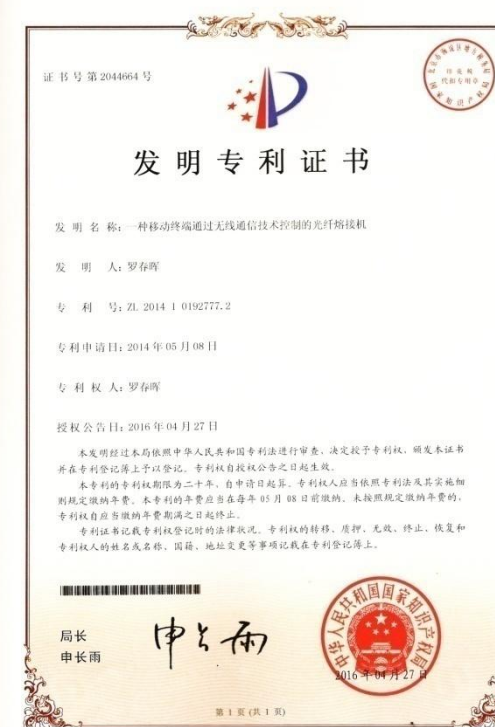 证书号第2044664号
发明专利证书
发 明 名 称：一种移动终端通过无线通信技术控制的光纤熔接机
发 明 人：罗春晖
专 利 号：ZL 2014 1 0192777.2
专利申请日：2014年05月08日
专 利 权 人：罗春晖
授权公告日：2016年04月27日
本发明经过本局依照中华人民共和国专利法进行审查，决定授予专利权，颁发本证书
并在专利登记簿上予以登记。专利权自授权公告之日起生效。
本专利的专利权期限为二十年，自申请日起算。专利权人应当依照专利法及其实施细
则规定缴纳年费。本专利的年费应当在每年05月08日前缴纳。未按照规定缴纳年费的，
专利权自应当缴纳年费期满之日起终止。
专利证书记载专利权登记时的法律状况。专利权的转移、质押、无效、终止、恢复和
专利权人的姓名或名称、国籍、地址变更等事项记载在专利登记簿上。
局长
申长雨
申长雨
中华人民共和国国家知识产权局
2016年04月27日
第 1 页 (共 1 页)